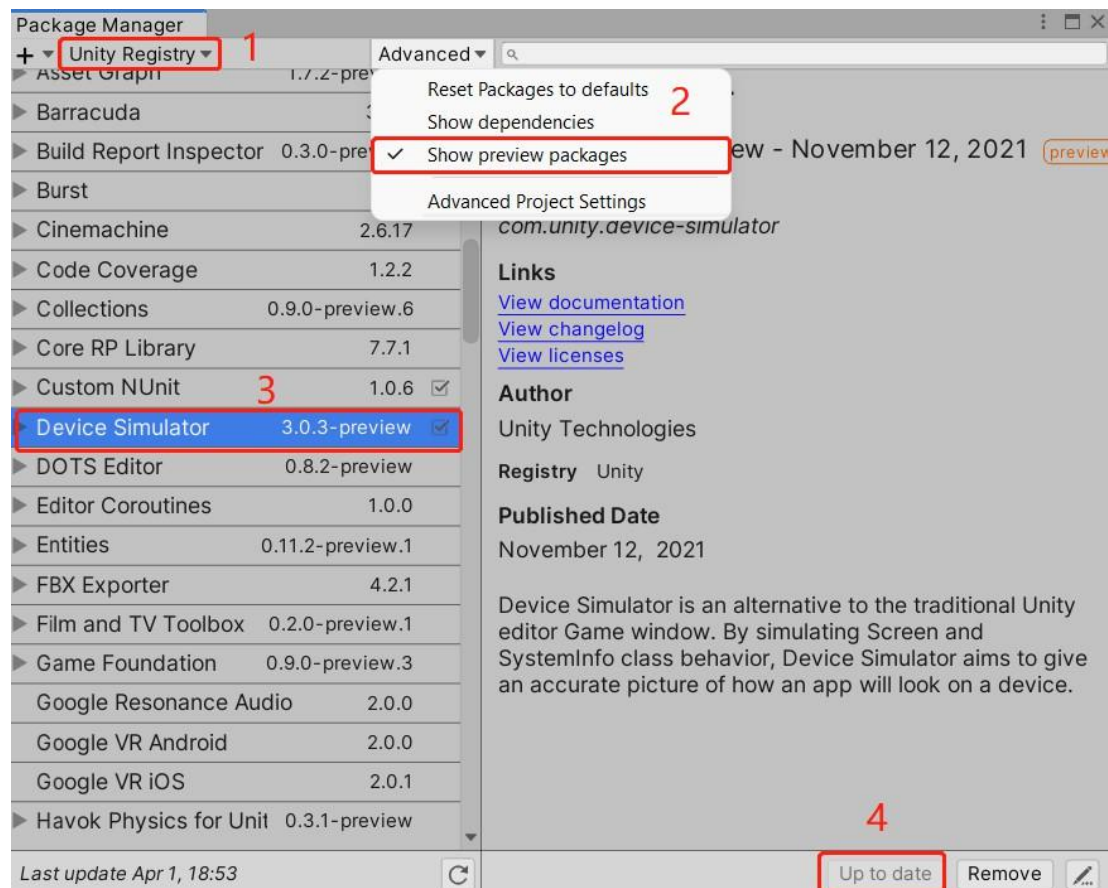 Package Manager
+ Unity Registry 1 Advanced
Asset Graph 1.7.2-pre
Barracuda
Build Report Inspector 0.3.0-pre
Burst
Cinemachine 2.6.17
Code Coverage 1.2.2
Collections 0.9.0-preview.6
Core RP Library 7.7.1
Custom NUnit 1.0.6
3
Device Simulator 3.0.3-preview
DOTS Editor 0.8.2-preview
Editor Coroutines 1.0.0
Entities 0.11.2-preview.1
FBX Exporter 4.2.1
Film and TV Toolbox 0.2.0-preview.1
Game Foundation 0.9.0-preview.3
Google Resonance Audio 2.0.0
Google VR Android 2.0.0
Google VR iOS 2.0.1
Havok Physics for Unit 0.3.1-preview
Last update Apr 1, 18:53
Reset Packages to defaults
2
Show dependencies
Show preview packages
Advanced Project Settings
ew - November 12, 2021 preview
com.unity.device-simulator
Links
View documentation
View changelog
View licenses
Author
Unity Technologies
Registry Unity
Published Date
November 12, 2021
Device Simulator is an alternative to the traditional Unity
editor Game window. By simulating Screen and
SystemInfo class behavior, Device Simulator aims to give
an accurate picture of how an app will look on a device.
4
Up to date Remove